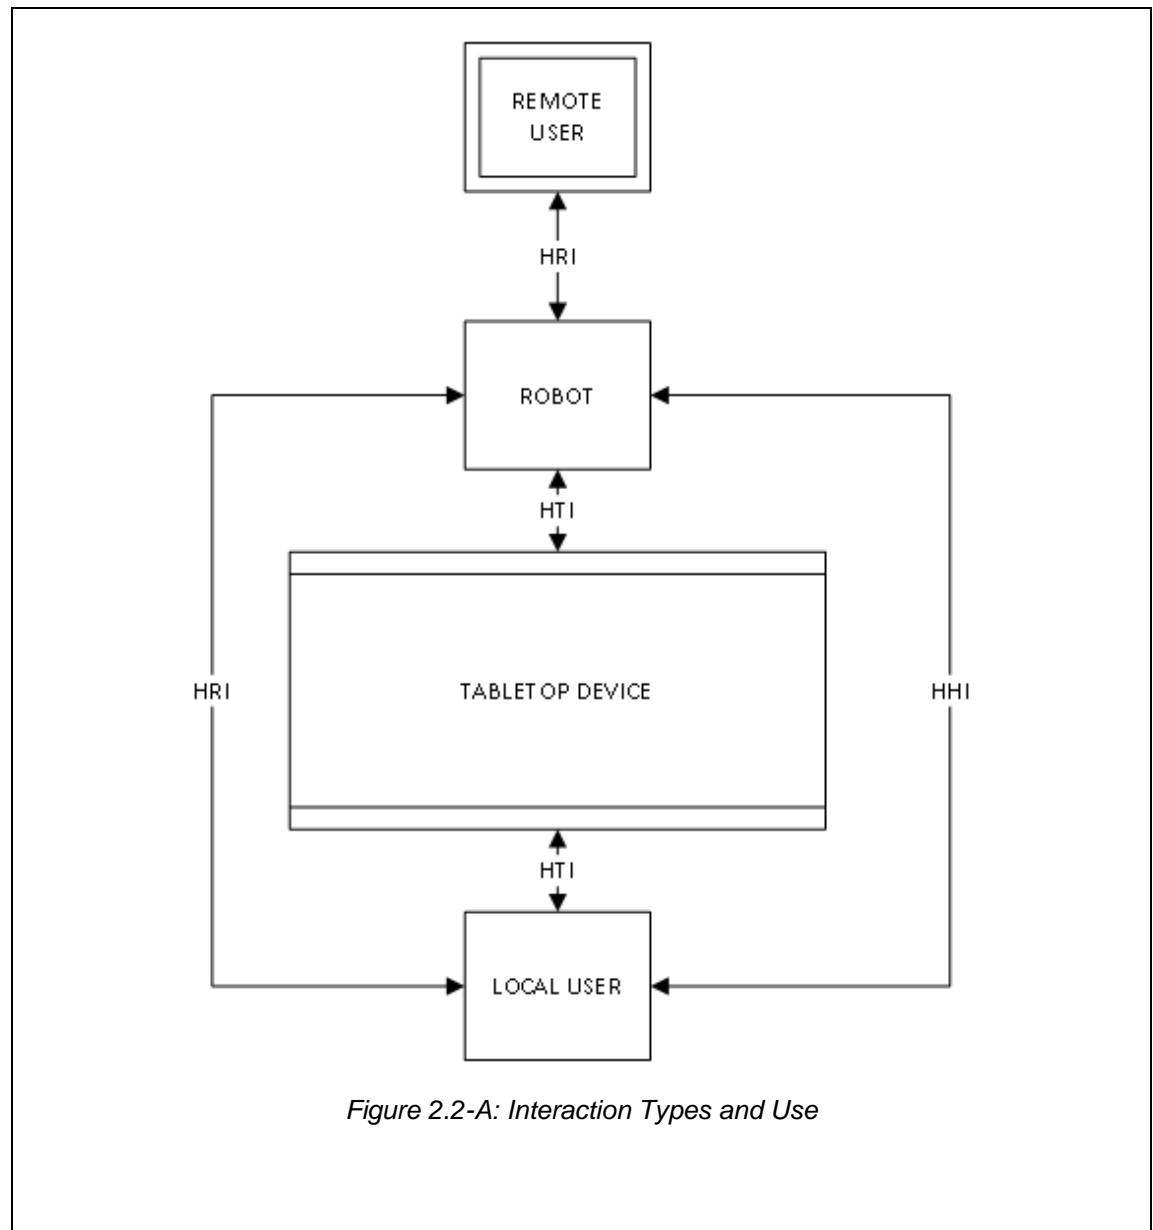 REMOTE
USER
HRI
ROBOT
HTI
HRI
TABLETOP DEVICE
HHI
HTI
LOCAL USER
Figure 2.2-A: Interaction Types and Use